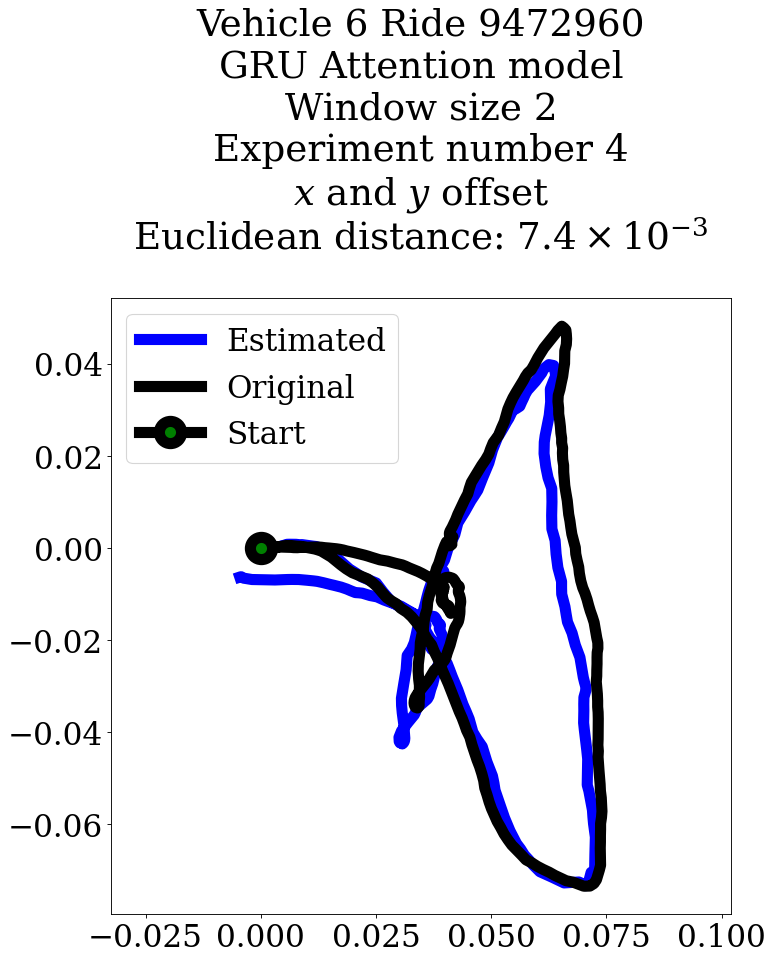 Vehicle 6 Ride 9472960
GRU Attention model
Window size 2
Experiment number 4
x and y offset
Euclidean distance: 7.4 × 10⁻³
Estimated
Original
Start
0.04
0.02
0.00
−0.02
−0.04
−0.06
−0.025 0.000 0.025 0.050 0.075 0.100